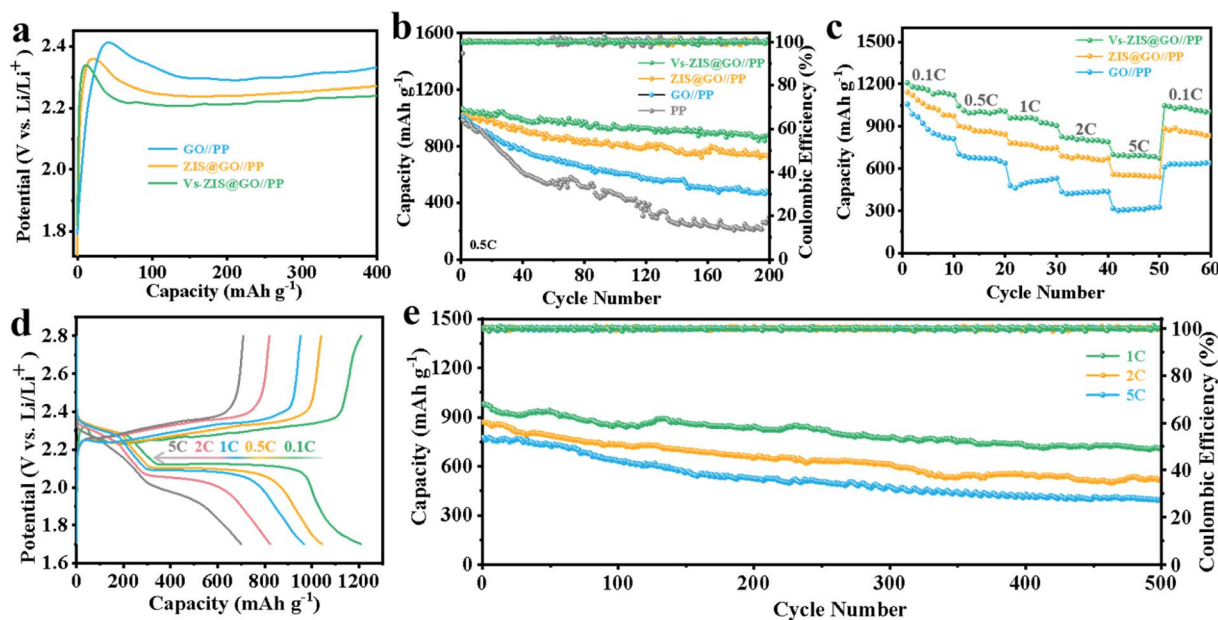 a
Potential (V vs. Li/Li⁺ )
2.4
2.2
2.0
1.8
GO//PP
ZIS@GO//PP
Vs-ZIS@GO//PP
0 100 200 300 400
Capacity (mAh g⁻¹)
b
Capacity (mAh g⁻¹)
1600
1200
800
400
0
Vs-ZIS@GO//PP
ZIS@GO//PP
GO//PP
PP
0.5C
100
80
60
40
20
0
Coulombic Efficiency (%)
0 40 80 120 160 200
Cycle Number
c
Capacity (mAh g⁻¹)
1500
1200
900
600
300
0
Vs-ZIS@GO//PP
ZIS@GO//PP
GO//PP
0.1C
0.5C
1C
2C
5C
0.1C
0 10 20 30 40 50 60
Cycle Number
d
Potential (V vs. Li/Li⁺ )
2.8
2.6
2.4
2.2
2.0
1.8
1.6
5C 2C 1C 0.5C 0.1C
0 200 400 600 800 1000 1200
Capacity (mAh g⁻¹)
e
Capacity (mAh g⁻¹)
1500
1200
900
600
300
0
1C
2C
5C
100
80
60
40
20
0
Coulombic Efficiency (%)
0 100 200 300 400 500
Cycle Number